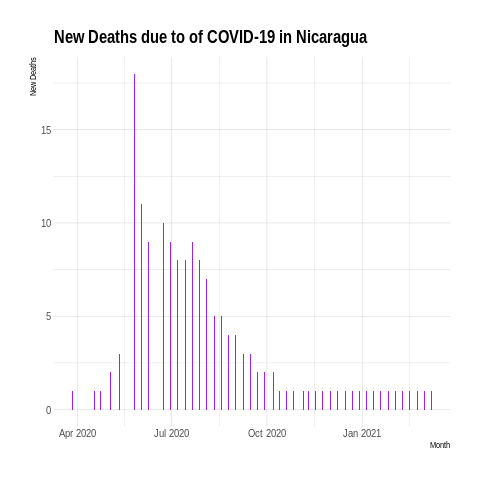 New Deaths due to of COVID-19 in Nicaragua
New Deaths
15
10
5
0
Apr 2020 Jul 2020 Oct 2020 Jan 2021
Month